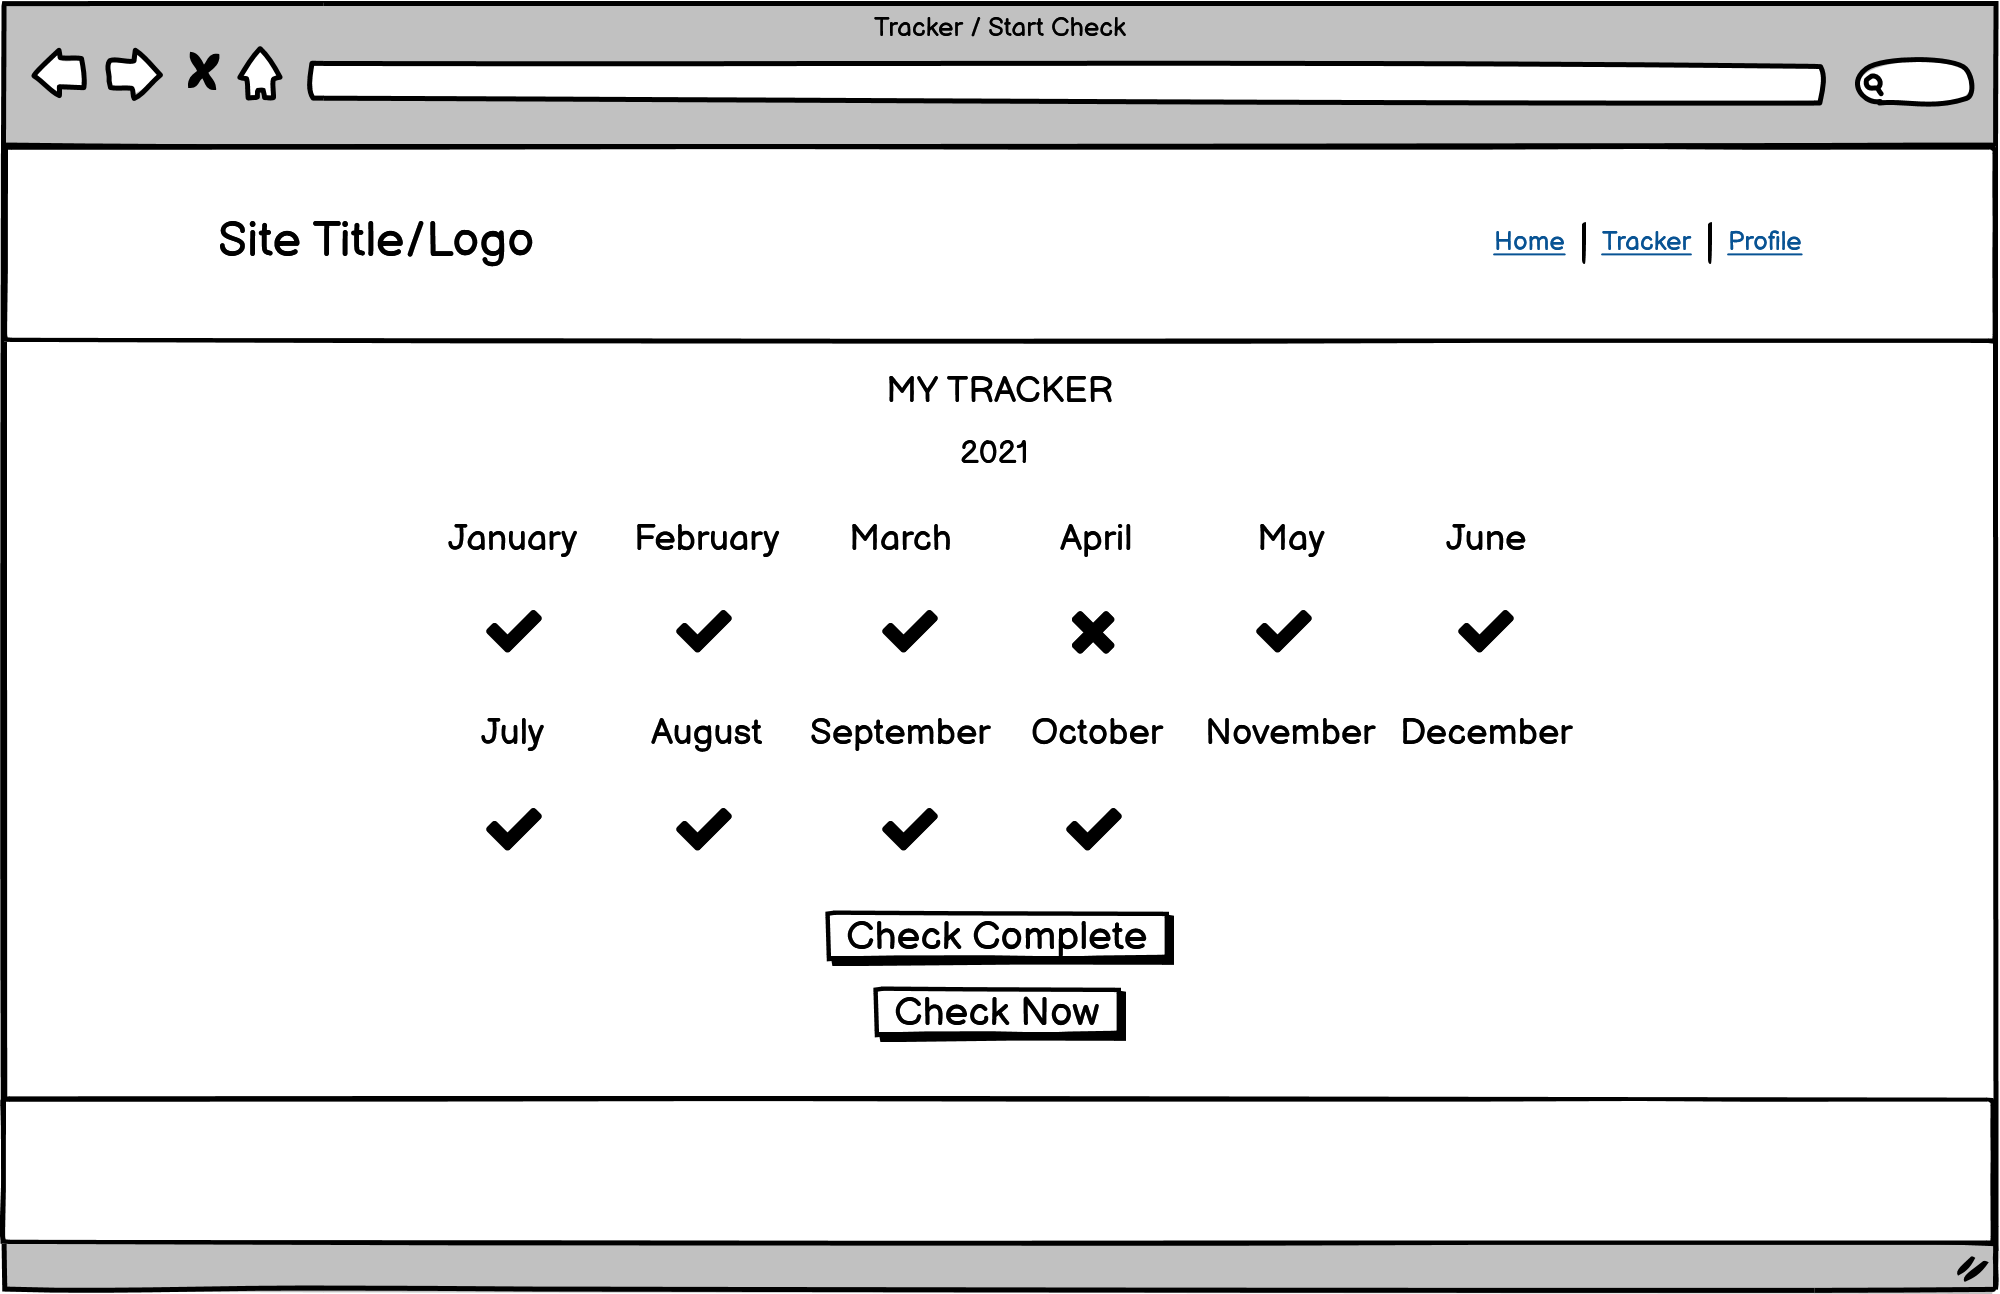 Tracker / Start Check
Site Title/Logo
Home | Tracker | Profile
MY TRACKER
2021
January February March April May June
July August September October November December
Check Complete
Check Now